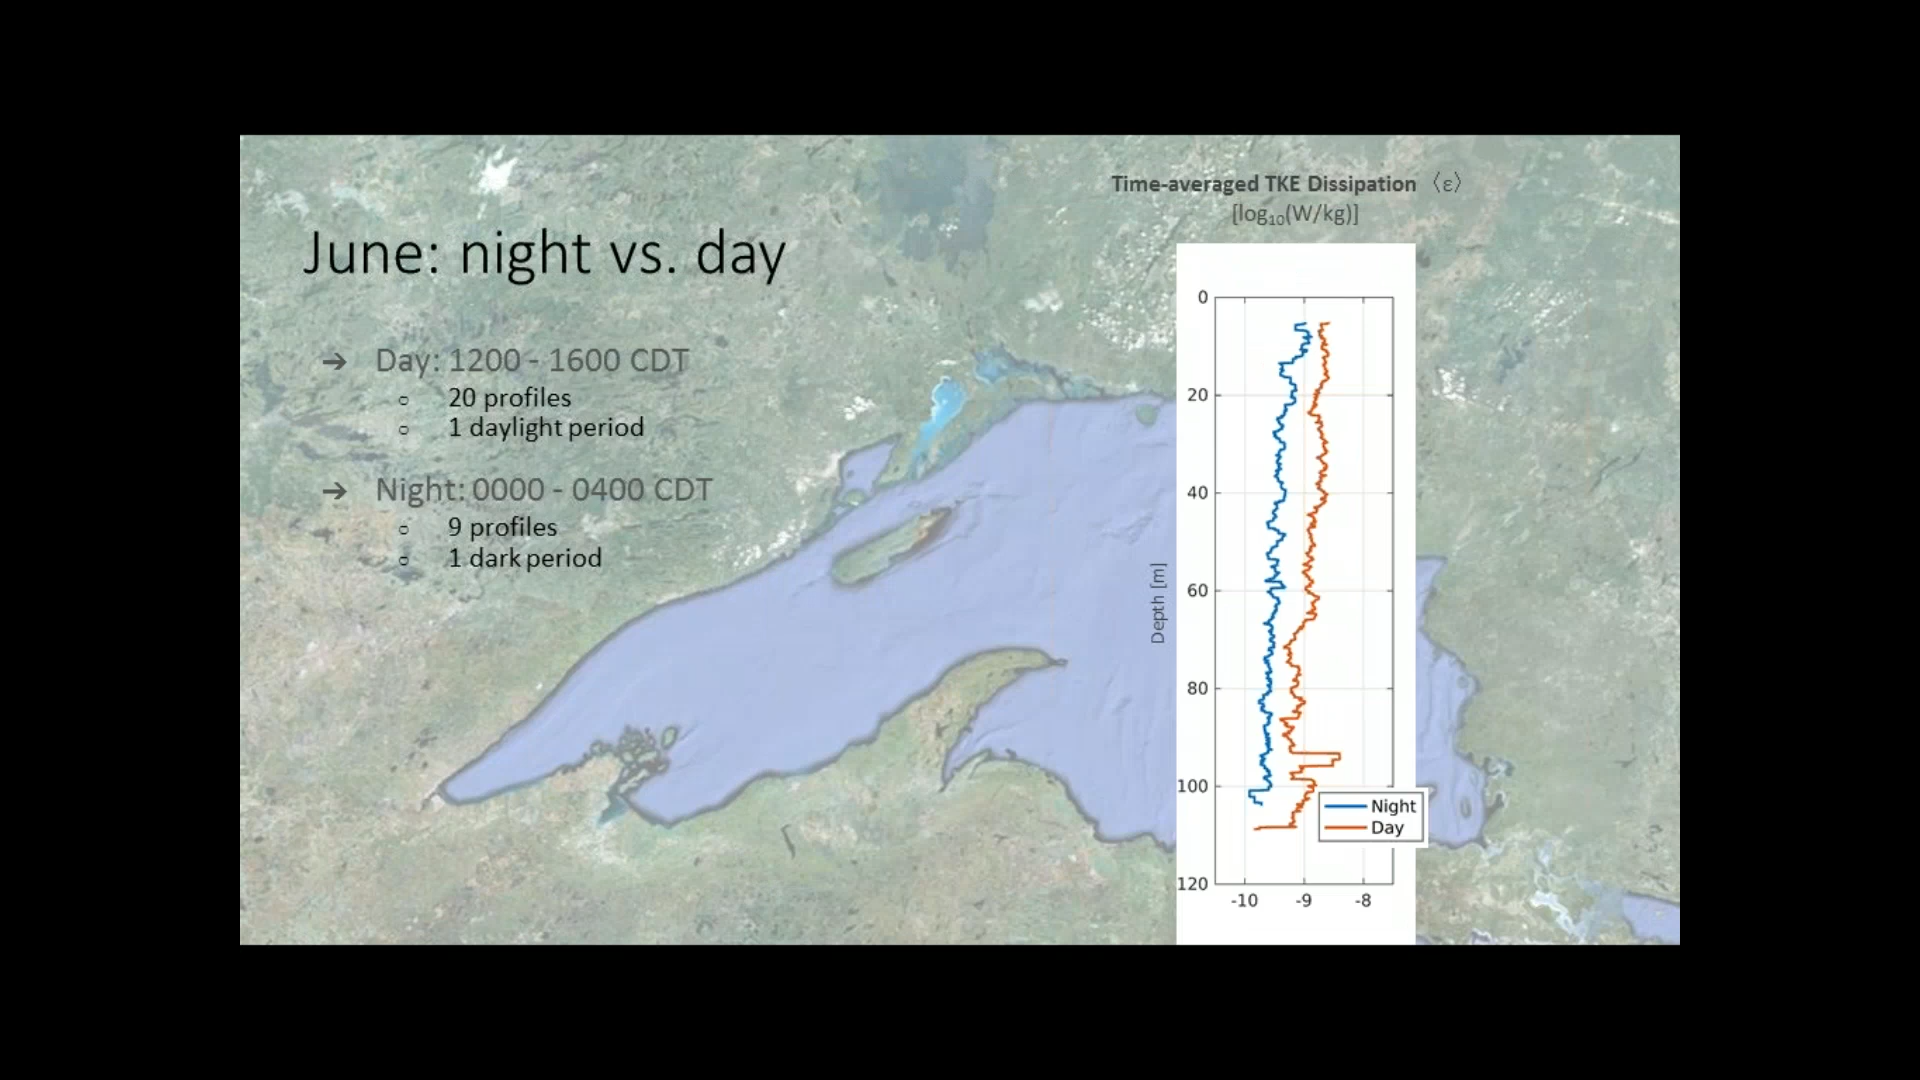 June: night vs. day
➔ Day: 1200 - 1600 CDT
○ 20 profiles
○ 1 daylight period
➔ Night: 0000 - 0400 CDT
○ 9 profiles
○ 1 dark period
Time-averaged TKE Dissipation 〈ε〉
[log₁₀(W/kg)]
Depth [m]
0
20
40
60
80
100
120
-10 -9 -8
Night
Day